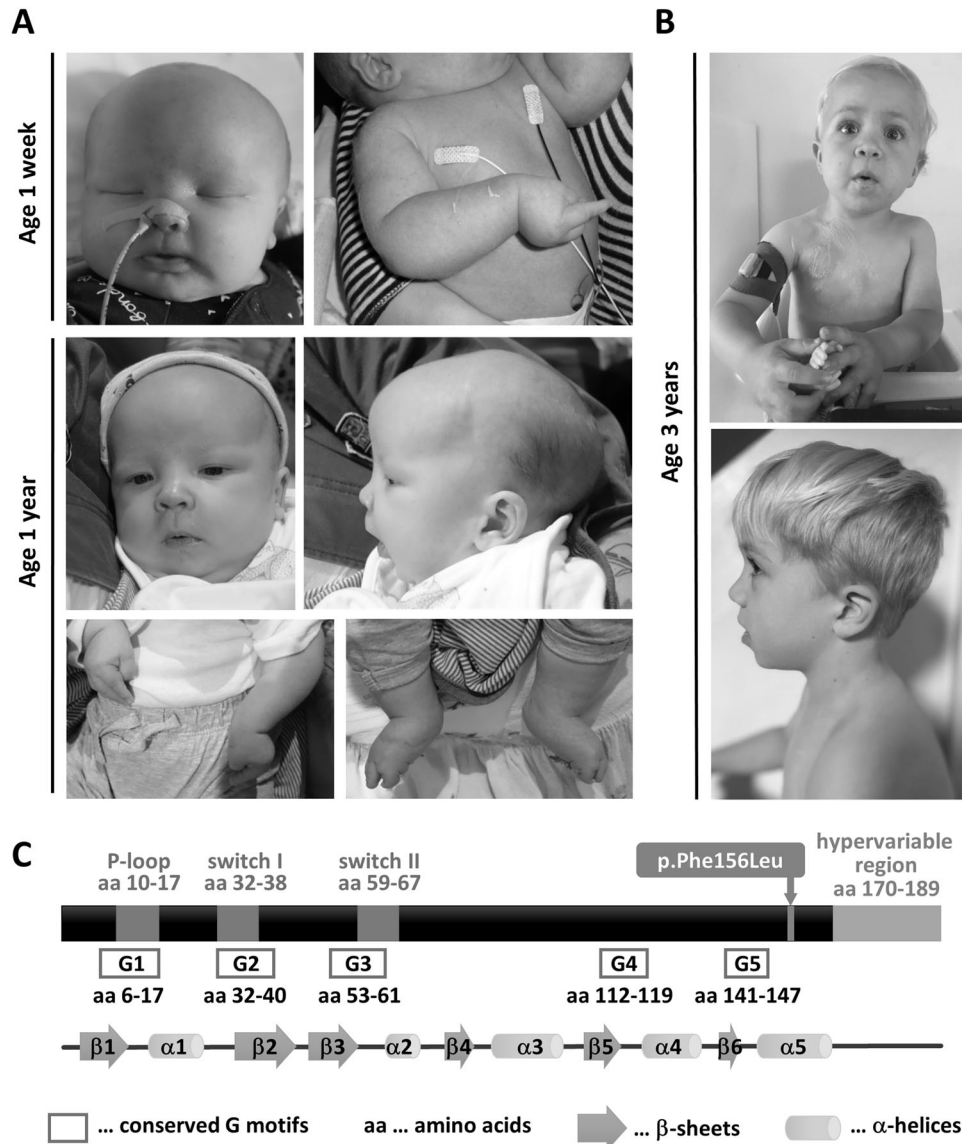 A
B
Age 1 week
Age 1 year
Age 3 years
C
P-loop
aa 10-17
switch I
aa 32-38
switch II
aa 59-67
p.Phe156Leu
hypervariable
region
aa 170-189
G1
G2
G3
G4
G5
aa 6-17
aa 32-40
aa 53-61
aa 112-119
aa 141-147
β1
α1
β2
β3
α2
β4
α3
β5
α4
β6
α5
... conserved G motifs
aa ... amino acids
... β-sheets
... α-helices